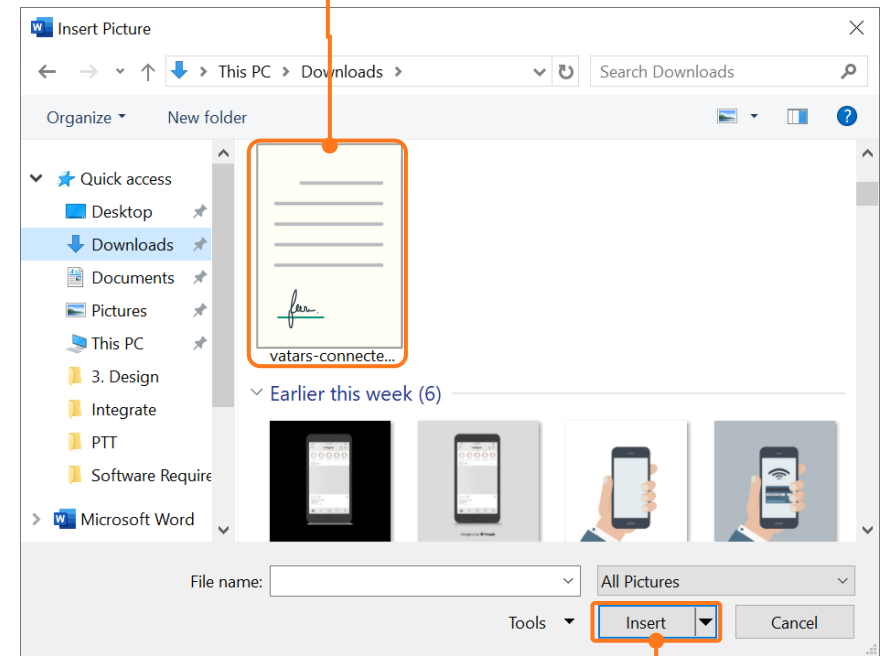 Insert Picture
This PC > Downloads >
Search Downloads
Organize
New folder
?
Quick access
Desktop
Downloads
Documents
Pictures
This PC
3. Design
Integrate
PTT
Software Require
Microsoft Word
vatars-connecte...
Earlier this week (6)
File name:
All Pictures
Tools
Insert
Cancel